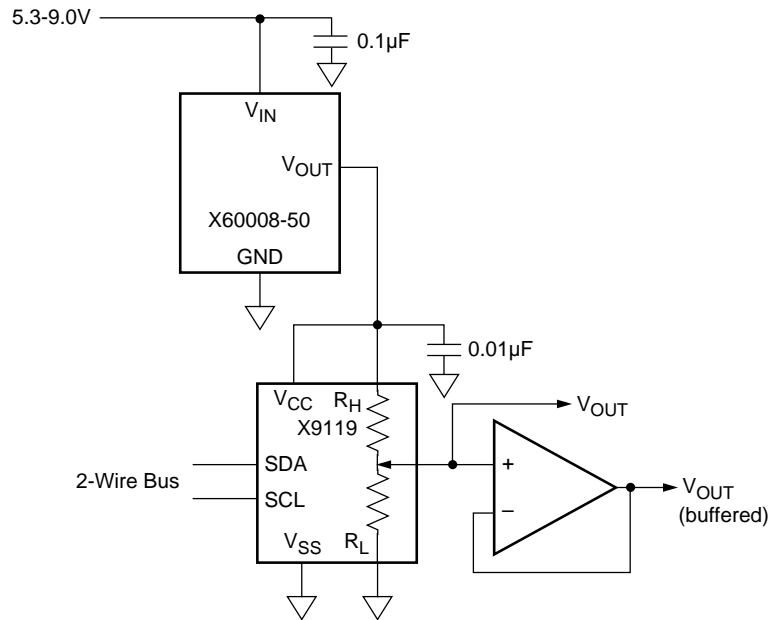 5.3-9.0V
0.1µF
VIN
VOUT
X60008-50
GND
0.01µF
VCC RH
X9119
VOUT
SDA
2-Wire Bus
SCL
+
–
VOUT
(buffered)
VSS RL